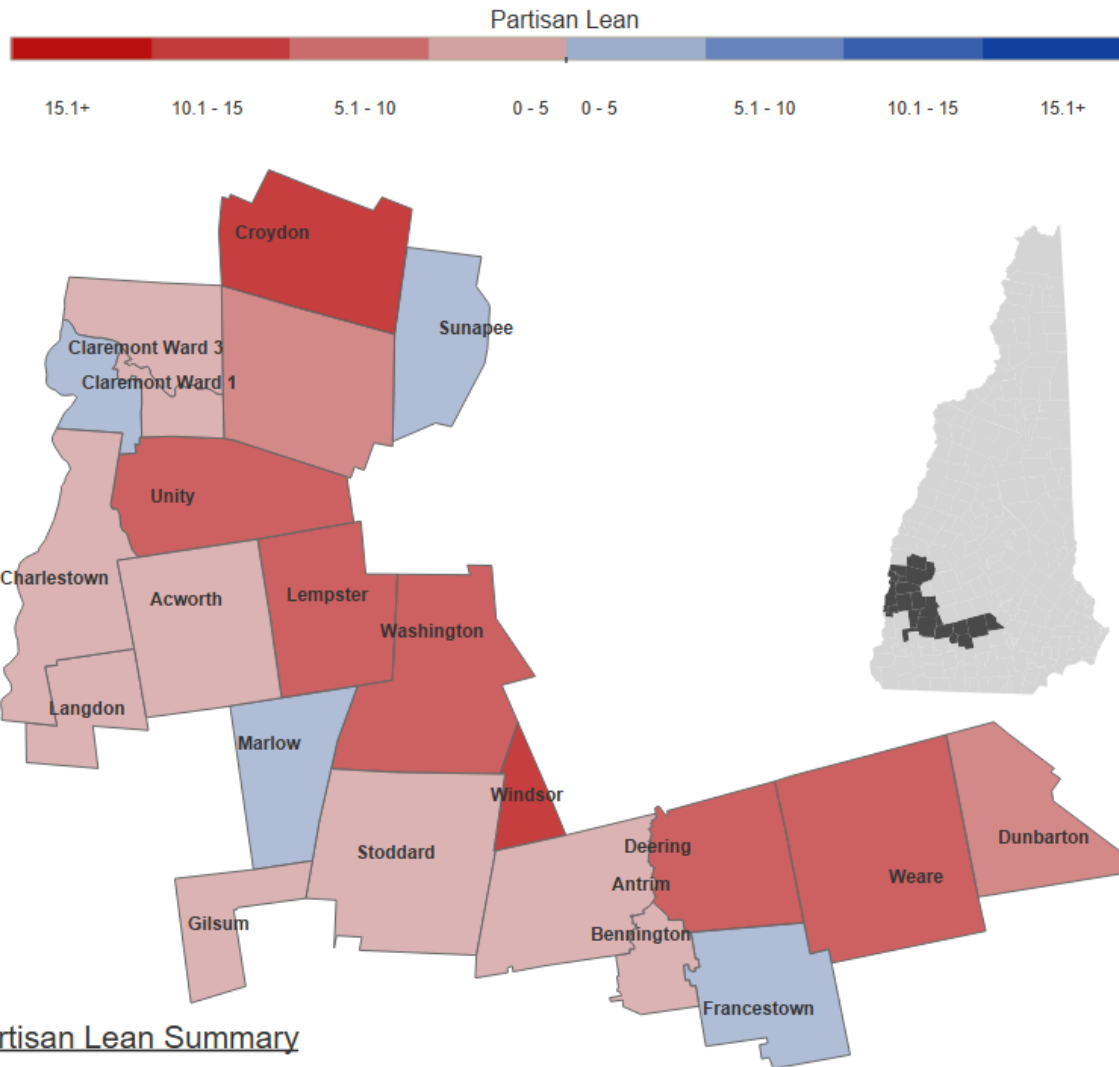 Partisan Lean
15.1+ 10.1 - 15 5.1 - 10 0 - 5 0 - 5 5.1 - 10 10.1 - 15 15.1+
Croydon
Sunapee
Claremont Ward 3
Claremont Ward 1
Unity
Charlestown
Acworth
Lempster
Washington
Langdon
Marlow
Windsor
Stoddard
Deering
Dunbarton
Antrim
Weare
Gilsum
Bennington
Francestown
rtisan Lean Summary